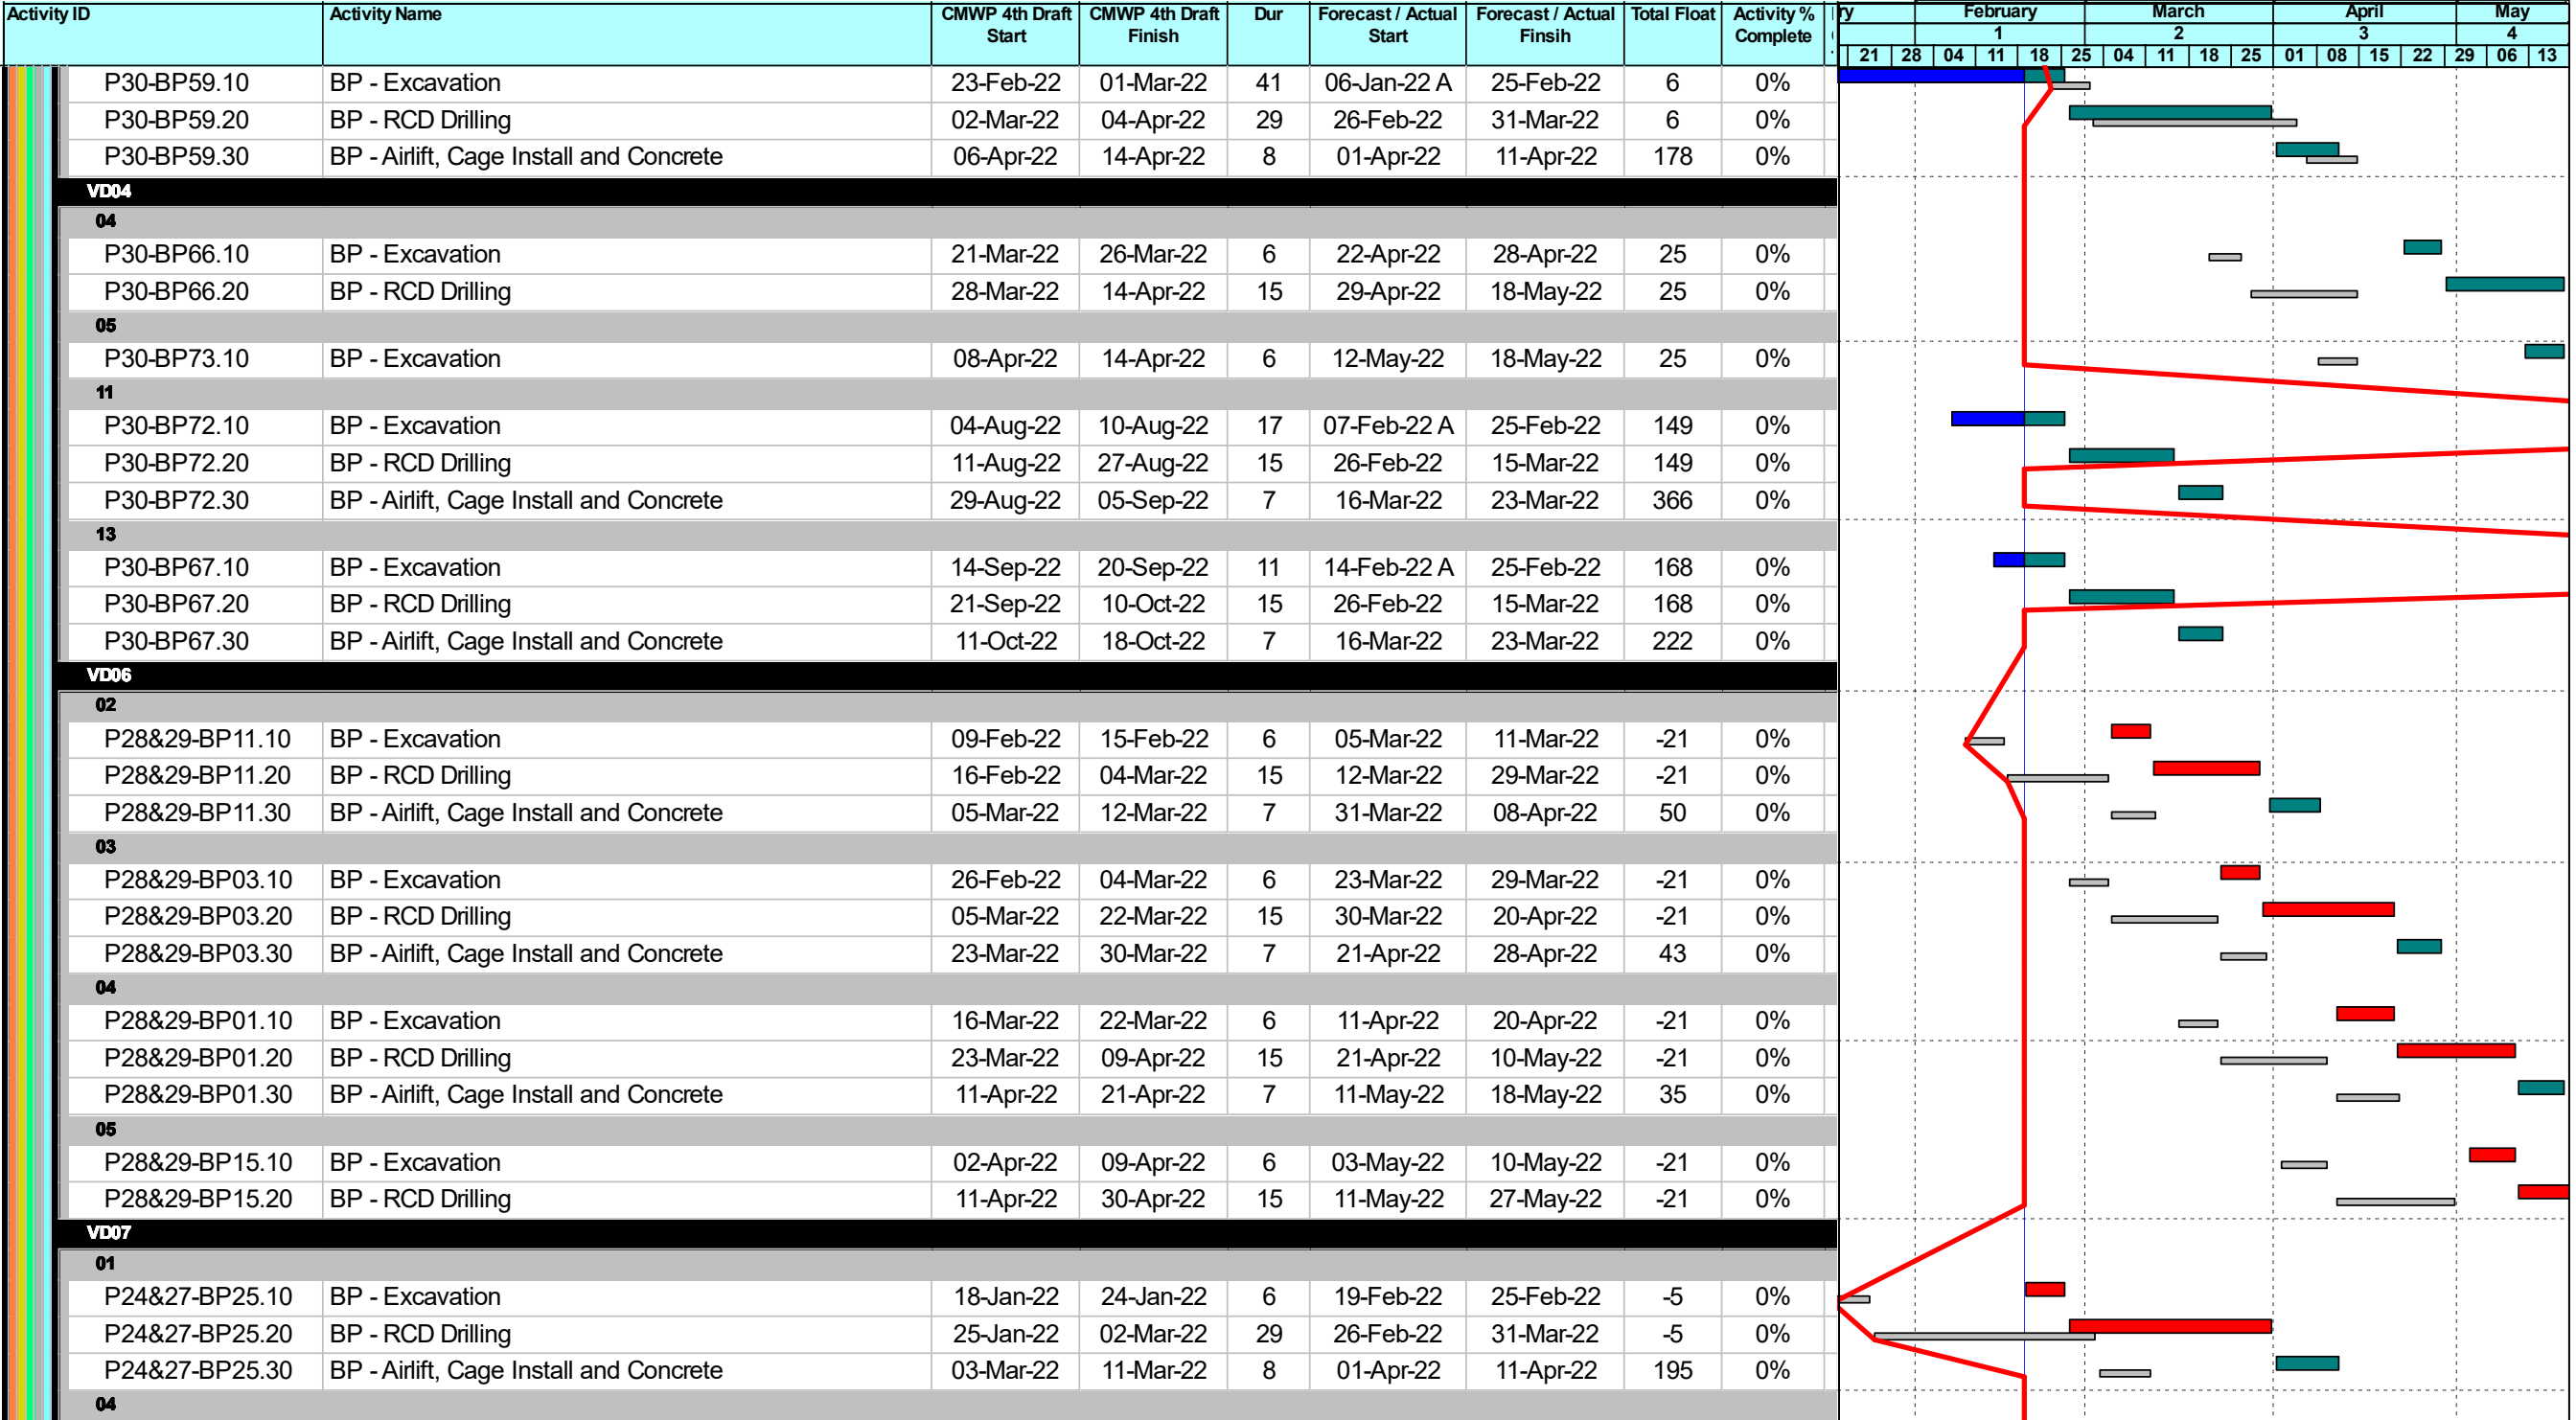 Activity ID Activity Name CMWP 4th Draft Start CMWP 4th Draft Finish Dur Forecast / Actual Start Forecast / Actual Finsih Total Float Activity % Complete
ry February March April May
1 2 3 4
21 28 04 11 18 25 04 11 18 25 01 08 15 22 29 06 13
P30-BP59.10 BP - Excavation 23-Feb-22 01-Mar-22 41 06-Jan-22 A 25-Feb-22 6 0%
P30-BP59.20 BP - RCD Drilling 02-Mar-22 04-Apr-22 29 26-Feb-22 31-Mar-22 6 0%
P30-BP59.30 BP - Airlift, Cage Install and Concrete 06-Apr-22 14-Apr-22 8 01-Apr-22 11-Apr-22 178 0%
VD04
04
P30-BP66.10 BP - Excavation 21-Mar-22 26-Mar-22 6 22-Apr-22 28-Apr-22 25 0%
P30-BP66.20 BP - RCD Drilling 28-Mar-22 14-Apr-22 15 29-Apr-22 18-May-22 25 0%
05
P30-BP73.10 BP - Excavation 08-Apr-22 14-Apr-22 6 12-May-22 18-May-22 25 0%
11
P30-BP72.10 BP - Excavation 04-Aug-22 10-Aug-22 17 07-Feb-22 A 25-Feb-22 149 0%
P30-BP72.20 BP - RCD Drilling 11-Aug-22 27-Aug-22 15 26-Feb-22 15-Mar-22 149 0%
P30-BP72.30 BP - Airlift, Cage Install and Concrete 29-Aug-22 05-Sep-22 7 16-Mar-22 23-Mar-22 366 0%
13
P30-BP67.10 BP - Excavation 14-Sep-22 20-Sep-22 11 14-Feb-22 A 25-Feb-22 168 0%
P30-BP67.20 BP - RCD Drilling 21-Sep-22 10-Oct-22 15 26-Feb-22 15-Mar-22 168 0%
P30-BP67.30 BP - Airlift, Cage Install and Concrete 11-Oct-22 18-Oct-22 7 16-Mar-22 23-Mar-22 222 0%
VD06
02
P28&29-BP11.10 BP - Excavation 09-Feb-22 15-Feb-22 6 05-Mar-22 11-Mar-22 -21 0%
P28&29-BP11.20 BP - RCD Drilling 16-Feb-22 04-Mar-22 15 12-Mar-22 29-Mar-22 -21 0%
P28&29-BP11.30 BP - Airlift, Cage Install and Concrete 05-Mar-22 12-Mar-22 7 31-Mar-22 08-Apr-22 50 0%
03
P28&29-BP03.10 BP - Excavation 26-Feb-22 04-Mar-22 6 23-Mar-22 29-Mar-22 -21 0%
P28&29-BP03.20 BP - RCD Drilling 05-Mar-22 22-Mar-22 15 30-Mar-22 20-Apr-22 -21 0%
P28&29-BP03.30 BP - Airlift, Cage Install and Concrete 23-Mar-22 30-Mar-22 7 21-Apr-22 28-Apr-22 43 0%
04
P28&29-BP01.10 BP - Excavation 16-Mar-22 22-Mar-22 6 11-Apr-22 20-Apr-22 -21 0%
P28&29-BP01.20 BP - RCD Drilling 23-Mar-22 09-Apr-22 15 21-Apr-22 10-May-22 -21 0%
P28&29-BP01.30 BP - Airlift, Cage Install and Concrete 11-Apr-22 21-Apr-22 7 11-May-22 18-May-22 35 0%
05
P28&29-BP15.10 BP - Excavation 02-Apr-22 09-Apr-22 6 03-May-22 10-May-22 -21 0%
P28&29-BP15.20 BP - RCD Drilling 11-Apr-22 30-Apr-22 15 11-May-22 27-May-22 -21 0%
VD07
01
P24&27-BP25.10 BP - Excavation 18-Jan-22 24-Jan-22 6 19-Feb-22 25-Feb-22 -5 0%
P24&27-BP25.20 BP - RCD Drilling 25-Jan-22 02-Mar-22 29 26-Feb-22 31-Mar-22 -5 0%
P24&27-BP25.30 BP - Airlift, Cage Install and Concrete 03-Mar-22 11-Mar-22 8 01-Apr-22 11-Apr-22 195 0%
04